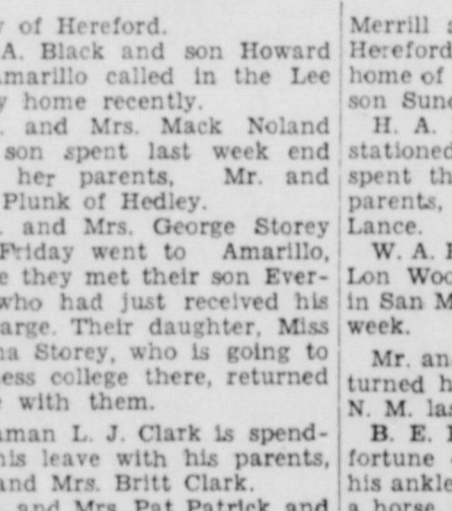 of Hereford.
A. Black and son Howard
amarillo called in the Lee
y home recently.
. and Mrs. Mack Noland
son spent last week end
her parents, Mr. and
Plunk of Hedley.
. and Mrs. George Storey
Friday went to Amarillo,
e they met their son Ever-
who had just received his
arge. Their daughter, Miss
na Storey, who is going to
ess college there, returned
with them.
aman L. J. Clark is spend-
his leave with his parents,
and Mrs. Britt Clark.
and Mrs Pat Patrick and
Merrill
Hereford
home of
son Sun
H. A.
stationed
spent th
parents,
Lance.
W. A.
Lon Woo
in San M
week.
Mr. an
turned h
N. M. las
B. E.
fortune
his ankle
a horse